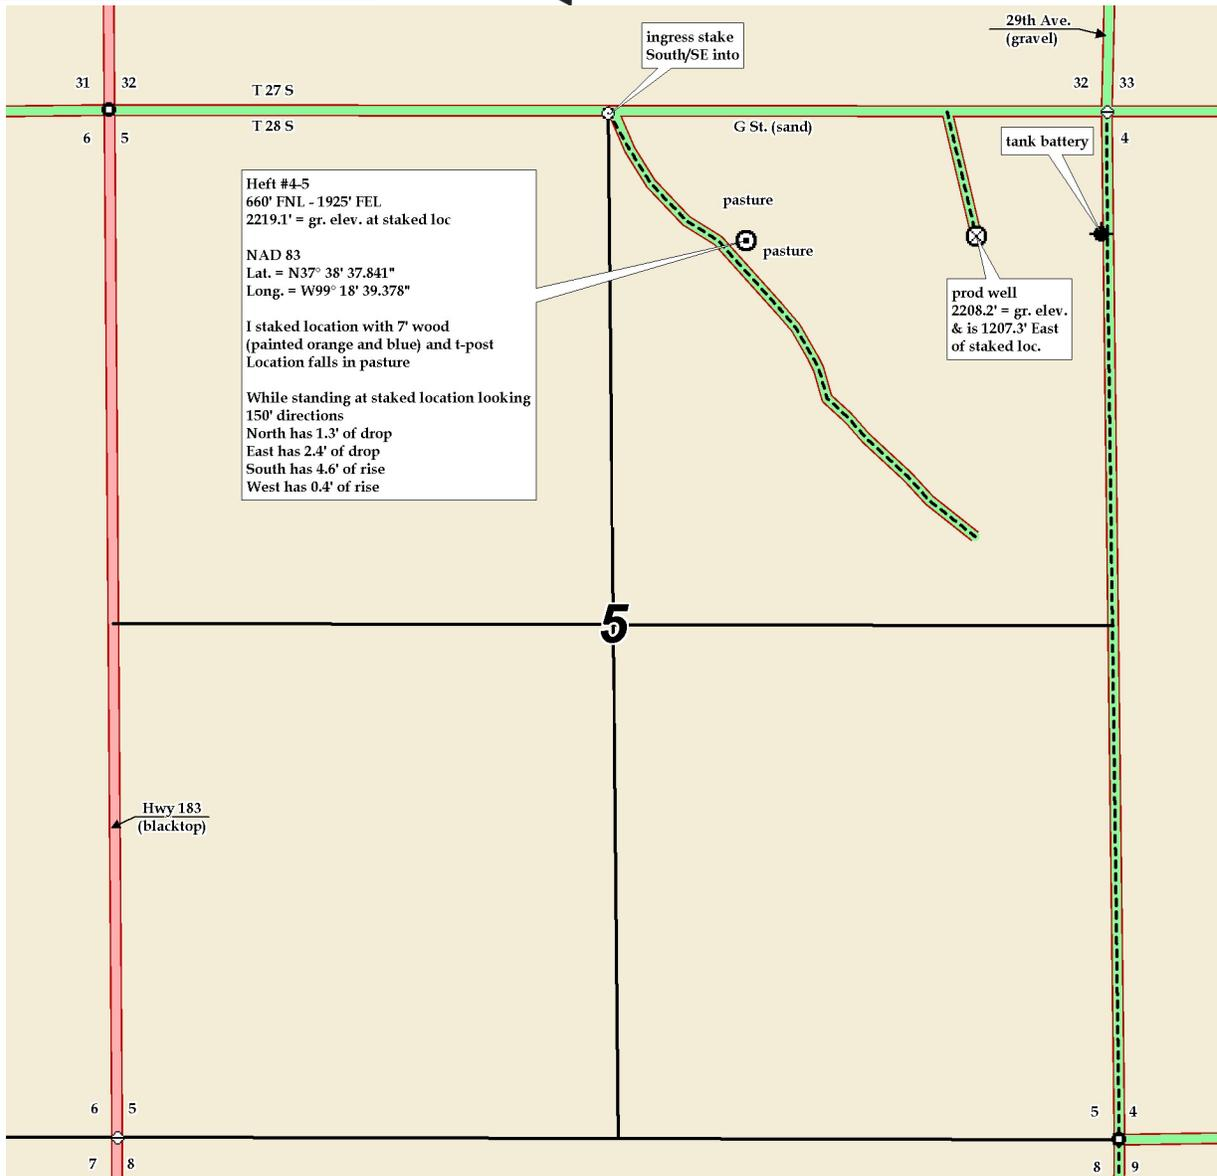 ingress stake
South/SE into
29th Ave.
(gravel)
31 32
32 33
T 27 S
T 28 S
G St. (sand)
6 5
4
tank battery
Heft #4-5
660' FNL - 1925' FEL
2219.1' = gr. elev. at staked loc
NAD 83
Lat. = N37° 38' 37.841"
Long. = W99° 18' 39.378"
I staked location with 7' wood
(painted orange and blue) and t-post
Location falls in pasture
While standing at staked location looking
150' directions
North has 1.3' of drop
East has 2.4' of drop
South has 4.6' of rise
West has 0.4' of rise
pasture
pasture
prod well
2208.2' = gr. elev.
& is 1207.3' East
of staked loc.
5
Hwy 183
(blacktop)
6 5
5 4
7 8
8 9